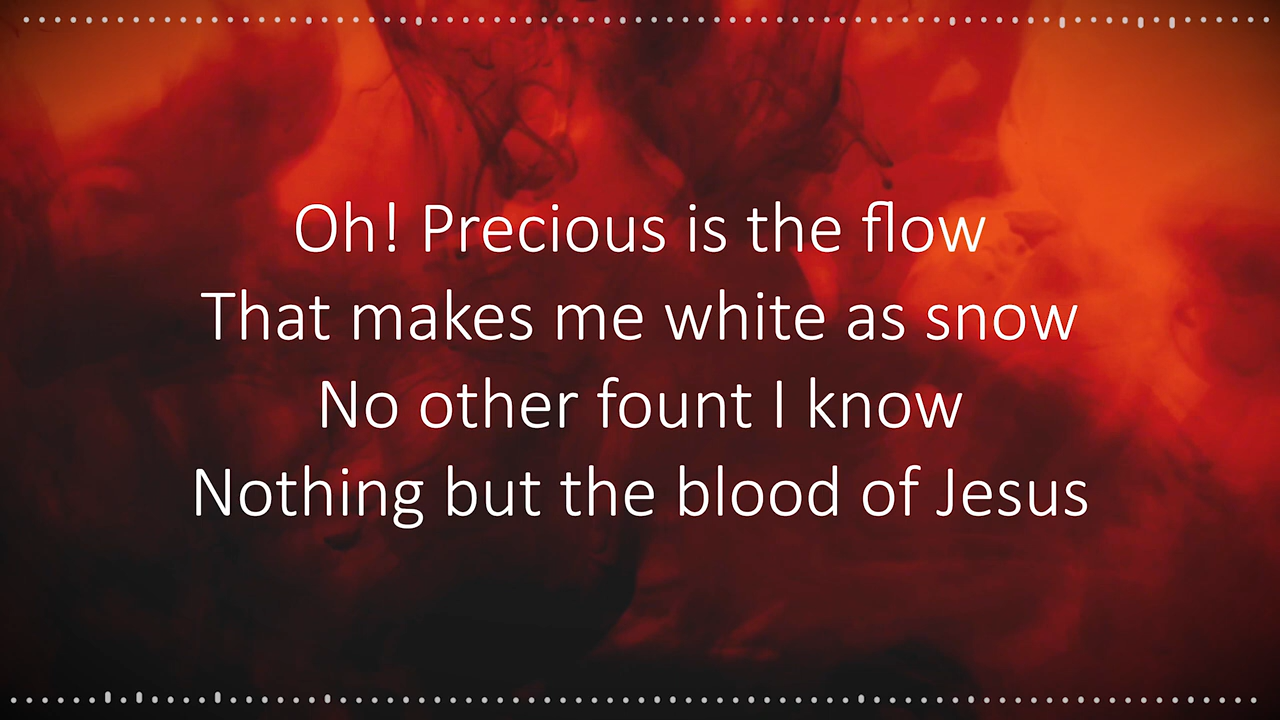 Oh! Precious is the flow
That makes me white as snow
No other fount I know
Nothing but the blood of Jesus